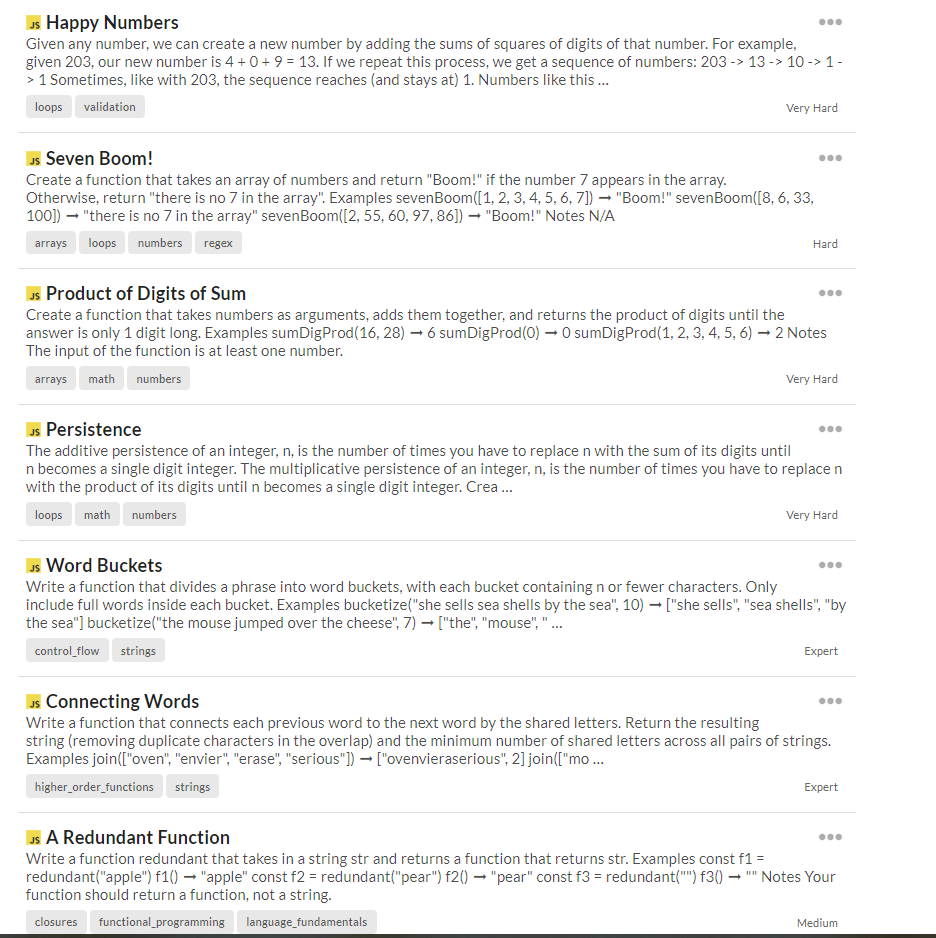 JS Happy Numbers
Given any number, we can create a new number by adding the sums of squares of digits of that number. For example,
given 203, our new number is 4 + 0 + 9 = 13. If we repeat this process, we get a sequence of numbers: 203 -> 13 -> 10 -> 1 -
> 1 Sometimes, like with 203, the sequence reaches (and stays at) 1. Numbers like this ...
loops validation
Very Hard
JS Seven Boom!
Create a function that takes an array of numbers and return "Boom!" if the number 7 appears in the array.
Otherwise, return "there is no 7 in the array". Examples sevenBoom([1, 2, 3, 4, 5, 6, 7]) ➞ "Boom!" sevenBoom([8, 6, 33,
100]) ➞ "there is no 7 in the array" sevenBoom([2, 55, 60, 97, 86]) ➞ "Boom!" Notes N/A
arrays loops numbers regex
Hard
JS Product of Digits of Sum
Create a function that takes numbers as arguments, adds them together, and returns the product of digits until the
answer is only 1 digit long. Examples sumDigProd(16, 28) ➞ 6 sumDigProd(0) ➞ 0 sumDigProd(1, 2, 3, 4, 5, 6) ➞ 2 Notes
The input of the function is at least one number.
arrays math numbers
Very Hard
JS Persistence
The additive persistence of an integer, n, is the number of times you have to replace n with the sum of its digits until
n becomes a single digit integer. The multiplicative persistence of an integer, n, is the number of times you have to replace n
with the product of its digits until n becomes a single digit integer. Crea ...
loops math numbers
Very Hard
JS Word Buckets
Write a function that divides a phrase into word buckets, with each bucket containing n or fewer characters. Only
include full words inside each bucket. Examples bucketize("she sells sea shells by the sea", 10) ➞ ["she sells", "sea shells", "by
the sea"] bucketize("the mouse jumped over the cheese", 7) ➞ ["the", "mouse", " ...
control_flow strings
Expert
JS Connecting Words
Write a function that connects each previous word to the next word by the shared letters. Return the resulting
string (removing duplicate characters in the overlap) and the minimum number of shared letters across all pairs of strings.
Examples join(["oven", "envier", "erase", "serious"]) ➞ ["ovenvieraserious", 2] join(["mo ...
higher_order_functions strings
Expert
JS A Redundant Function
Write a function redundant that takes in a string str and returns a function that returns str. Examples const f1 =
redundant("apple") f1() ➞ "apple" const f2 = redundant("pear") f2() ➞ "pear" const f3 = redundant("") f3() ➞ "" Notes Your
function should return a function, not a string.
closures functional_programming language_fundamentals
Medium